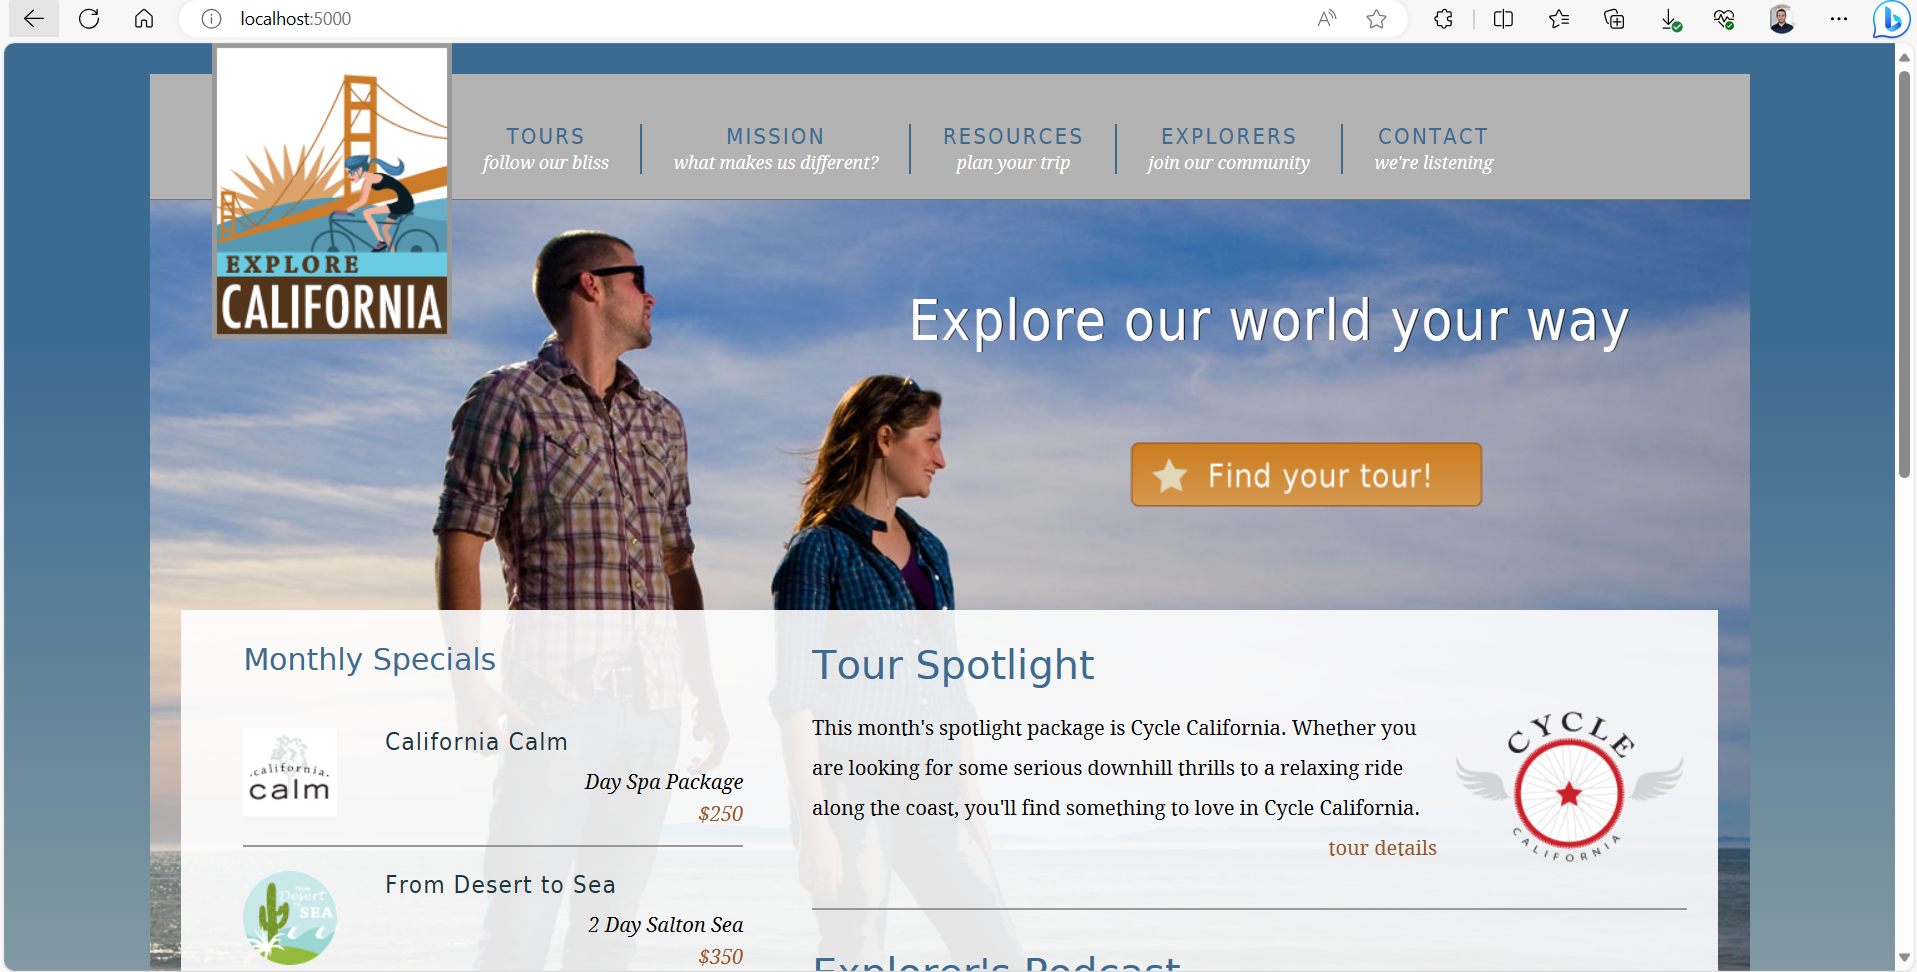 localhost:5000
EXPLORE
CALIFORNIA
TOURS
follow our bliss
MISSION
what makes us different?
RESOURCES
plan your trip
EXPLORERS
join our community
CONTACT
we're listening
Explore our world your way
Find your tour!
Monthly Specials
.california.
calm
California Calm
Day Spa Package
$250
Desert to
SEA
From Desert to Sea
2 Day Salton Sea
$350
Tour Spotlight
This month's spotlight package is Cycle California. Whether you
are looking for some serious downhill thrills to a relaxing ride
along the coast, you'll find something to love in Cycle California.
tour details
CYCLE
CALIFORNIA
Explorer's Podcast